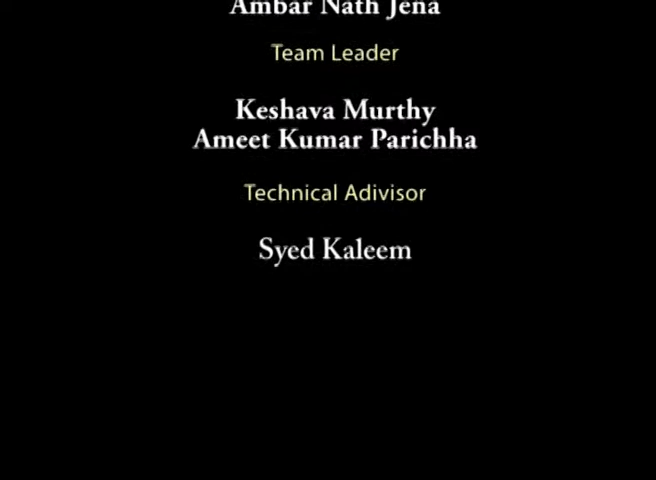 Ambar Nath Jena
Team Leader
Keshava Murthy
Ameet Kumar Parichha
Technical Adivisor
Syed Kaleem